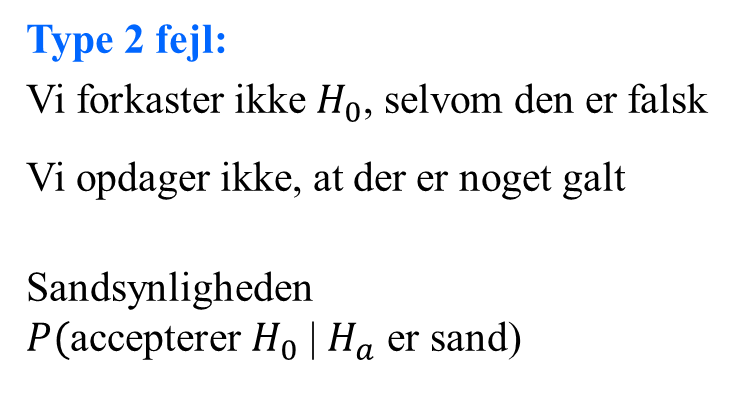 Type 2 fejl:
Vi forkaster ikke H₀, selvom den er falsk
Vi opdager ikke, at der er noget galt
Sandsynligheden
P(accepterer H₀ | Hₐ er sand)